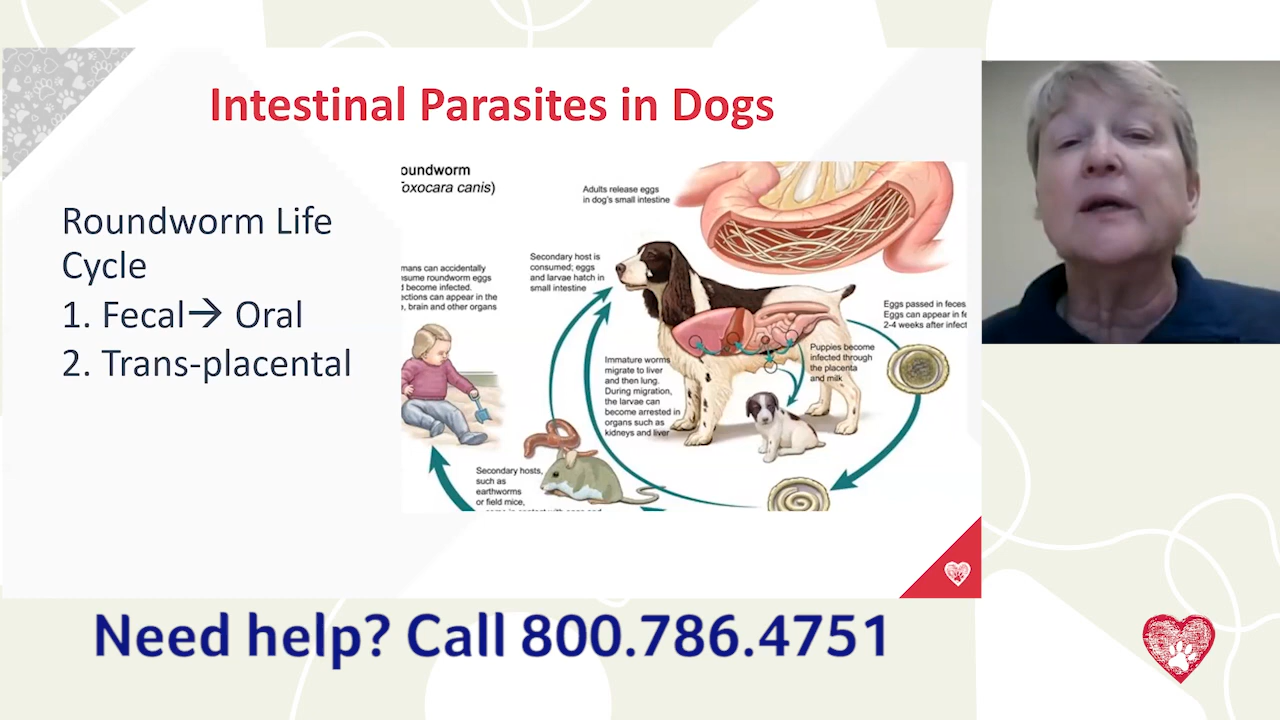 Intestinal Parasites in Dogs
Roundworm Life
Cycle
1. Fecal→ Oral
2. Trans-placental
oundworm
oxocara canis)
Adults release eggs
in dog's small intestine
Secondary host is
consumed; eggs
and larvae hatch in
small intestine
mans can accidentally
sume roundworm eggs
become infected.
ections can appear in the
, brain and other organs
Eggs passed in feces
Eggs can appear in fe
2-4 weeks after infect
Puppies become
infected through
the placenta
and milk
Immature worms
migrate to liver
and then lung.
During migration,
the larvae can
become arrested in
organs such as
kidneys and liver
Secondary hosts,
such as
earthworms
or field mice,
Need help? Call 800.786.4751